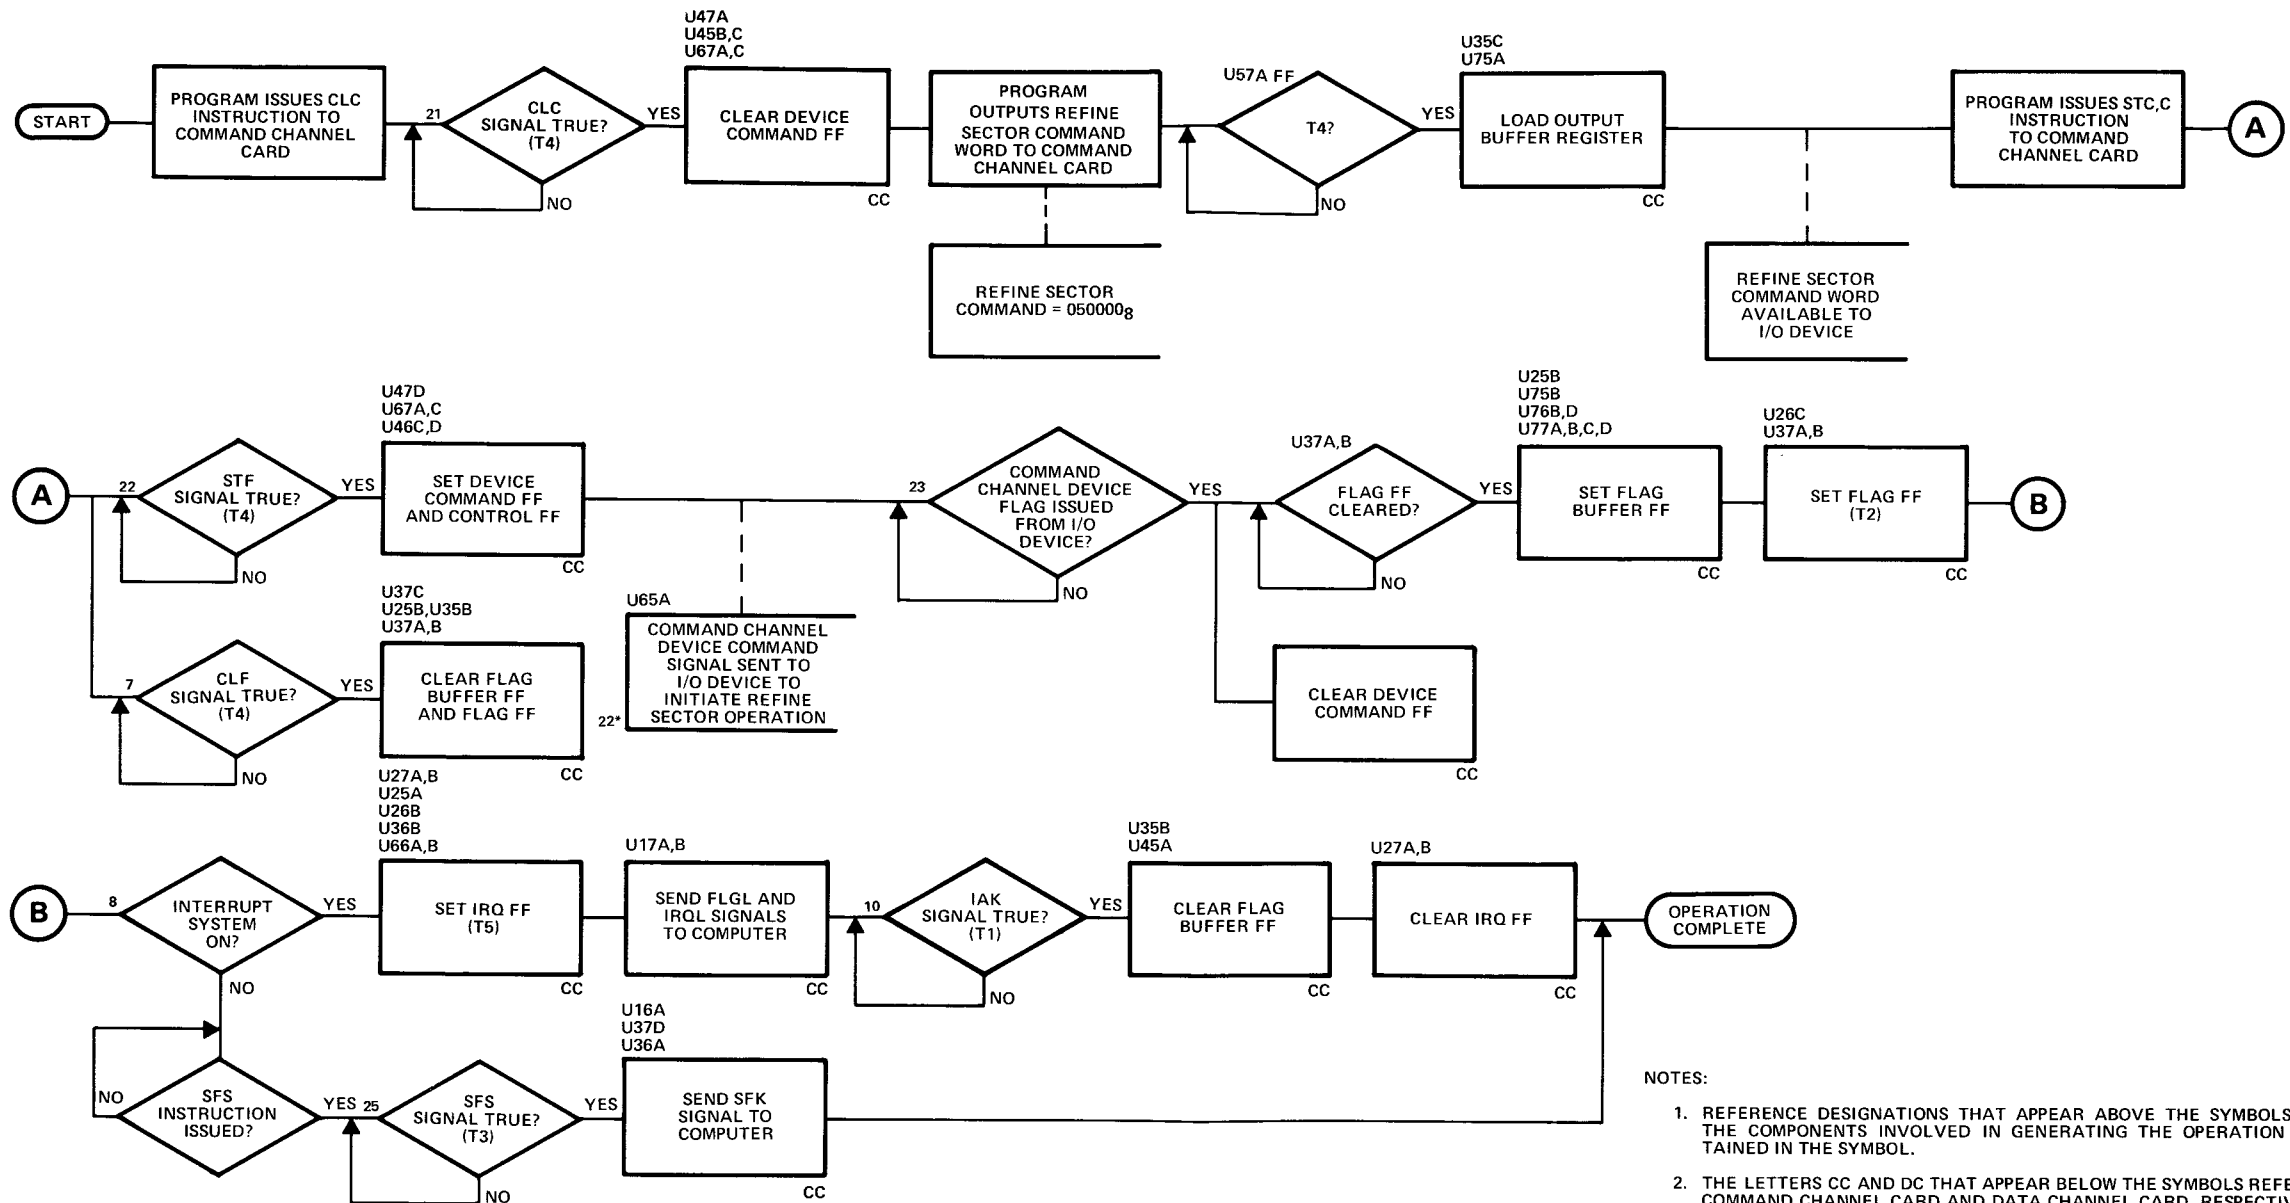 START
PROGRAM ISSUES CLC
INSTRUCTION TO
COMMAND CHANNEL
CARD
21
CLC
SIGNAL TRUE?
(T4)
YES
NO
U47A
U45B,C
U67A,C
CLEAR DEVICE
COMMAND FF
CC
PROGRAM
OUTPUTS REFINE
SECTOR COMMAND
WORD TO COMMAND
CHANNEL CARD
REFINE SECTOR
COMMAND = 050000₈
U57A FF
T4?
YES
NO
U35C
U75A
LOAD OUTPUT
BUFFER REGISTER
CC
REFINE SECTOR
COMMAND WORD
AVAILABLE TO
I/O DEVICE
PROGRAM ISSUES STC,C
INSTRUCTION
TO COMMAND
CHANNEL CARD
A
A
22
STF
SIGNAL TRUE?
(T4)
YES
NO
U47D
U67A,C
U46C,D
SET DEVICE
COMMAND FF
AND CONTROL FF
CC
7
CLF
SIGNAL TRUE?
(T4)
YES
NO
U37C
U25B,U35B
U37A,B
CLEAR FLAG
BUFFER FF
AND FLAG FF
CC
U65A
COMMAND CHANNEL
DEVICE COMMAND
SIGNAL SENT TO
I/O DEVICE TO
INITIATE REFINE
SECTOR OPERATION
22*
23
COMMAND
CHANNEL DEVICE
FLAG ISSUED
FROM I/O
DEVICE?
YES
NO
U37A,B
FLAG FF
CLEARED?
YES
NO
CLEAR DEVICE
COMMAND FF
CC
U25B
U75B
U76B,D
U77A,B,C,D
SET FLAG
BUFFER FF
CC
U26C
U37A,B
SET FLAG FF
(T2)
CC
B
B
8
INTERRUPT
SYSTEM
ON?
YES
NO
U27A,B
U25A
U26B
U36B
U66A,B
SET IRQ FF
(T5)
CC
U17A,B
SEND FLGL AND
IRQL SIGNALS
TO COMPUTER
CC
10
IAK
SIGNAL TRUE?
(T1)
YES
NO
U35B
U45A
CLEAR FLAG
BUFFER FF
CC
U27A,B
CLEAR IRQ FF
CC
OPERATION
COMPLETE
SFS
INSTRUCTION
ISSUED?
NO
YES
25
SFS
SIGNAL TRUE?
(T3)
YES
NO
U16A
U37D
U36A
SEND SFK
SIGNAL TO
COMPUTER
CC
NOTES:
1. REFERENCE DESIGNATIONS THAT APPEAR ABOVE THE SYMBOLS
THE COMPONENTS INVOLVED IN GENERATING THE OPERATION
TAINED IN THE SYMBOL.
2. THE LETTERS CC AND DC THAT APPEAR BELOW THE SYMBOLS REFE
COMMAND CHANNEL CARD AND DATA CHANNEL CARD, RESPECTIV